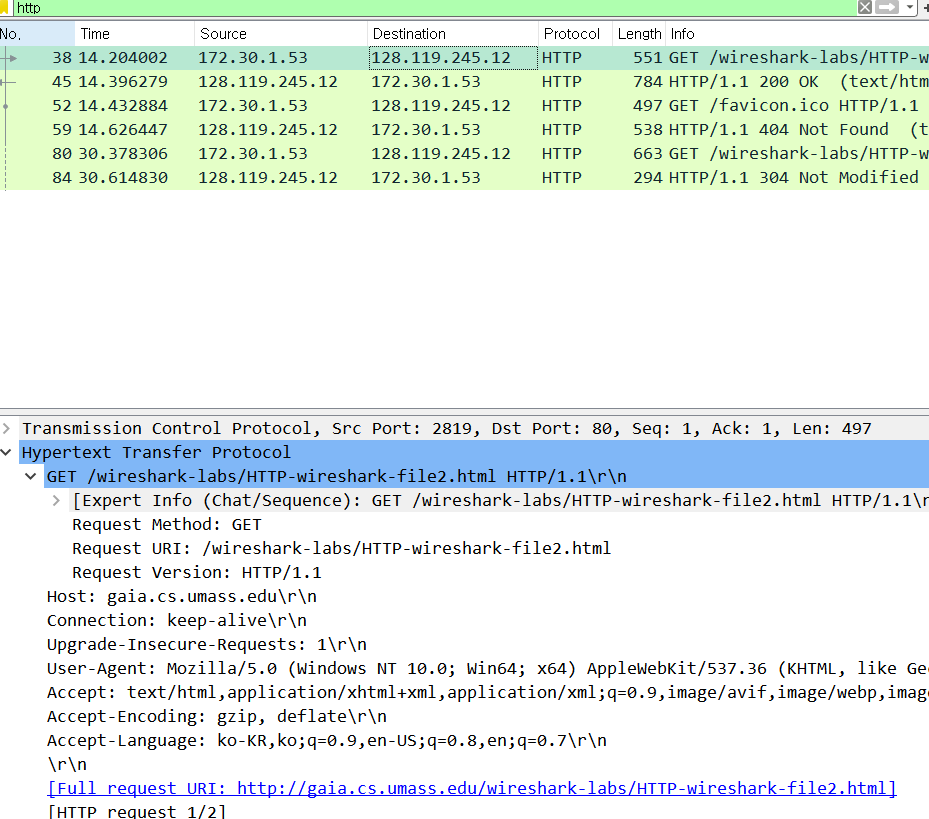 http
No. Time Source Destination Protocol Length Info
38 14.204002 172.30.1.53 128.119.245.12 HTTP 551 GET /wireshark-labs/HTTP-w
45 14.396279 128.119.245.12 172.30.1.53 HTTP 784 HTTP/1.1 200 OK (text/htm
52 14.432884 172.30.1.53 128.119.245.12 HTTP 497 GET /favicon.ico HTTP/1.1
59 14.626447 128.119.245.12 172.30.1.53 HTTP 538 HTTP/1.1 404 Not Found (t
80 30.378306 172.30.1.53 128.119.245.12 HTTP 663 GET /wireshark-labs/HTTP-w
84 30.614830 128.119.245.12 172.30.1.53 HTTP 294 HTTP/1.1 304 Not Modified
Transmission Control Protocol, Src Port: 2819, Dst Port: 80, Seq: 1, Ack: 1, Len: 497
Hypertext Transfer Protocol
GET /wireshark-labs/HTTP-wireshark-file2.html HTTP/1.1\r\n
[Expert Info (Chat/Sequence): GET /wireshark-labs/HTTP-wireshark-file2.html HTTP/1.1\r
Request Method: GET
Request URI: /wireshark-labs/HTTP-wireshark-file2.html
Request Version: HTTP/1.1
Host: gaia.cs.umass.edu\r\n
Connection: keep-alive\r\n
Upgrade-Insecure-Requests: 1\r\n
User-Agent: Mozilla/5.0 (Windows NT 10.0; Win64; x64) AppleWebKit/537.36 (KHTML, like Ge
Accept: text/html,application/xhtml+xml,application/xml;q=0.9,image/avif,image/webp,imag
Accept-Encoding: gzip, deflate\r\n
Accept-Language: ko-KR,ko;q=0.9,en-US;q=0.8,en;q=0.7\r\n
\r\n
[Full request URI: http://gaia.cs.umass.edu/wireshark-labs/HTTP-wireshark-file2.html]
[HTTP request 1/2]